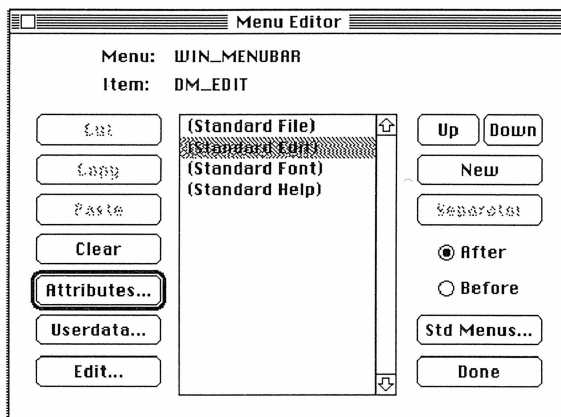 Menu Editor
Menu: WIN_MENUBAR
Item: DM_EDIT
Cut
Copy
Paste
Clear
Attributes...
Userdata...
Edit...
(Standard File)
(Standard Edit)
(Standard Font)
(Standard Help)
Up Down
New
Separator
After
Before
Std Menus...
Done